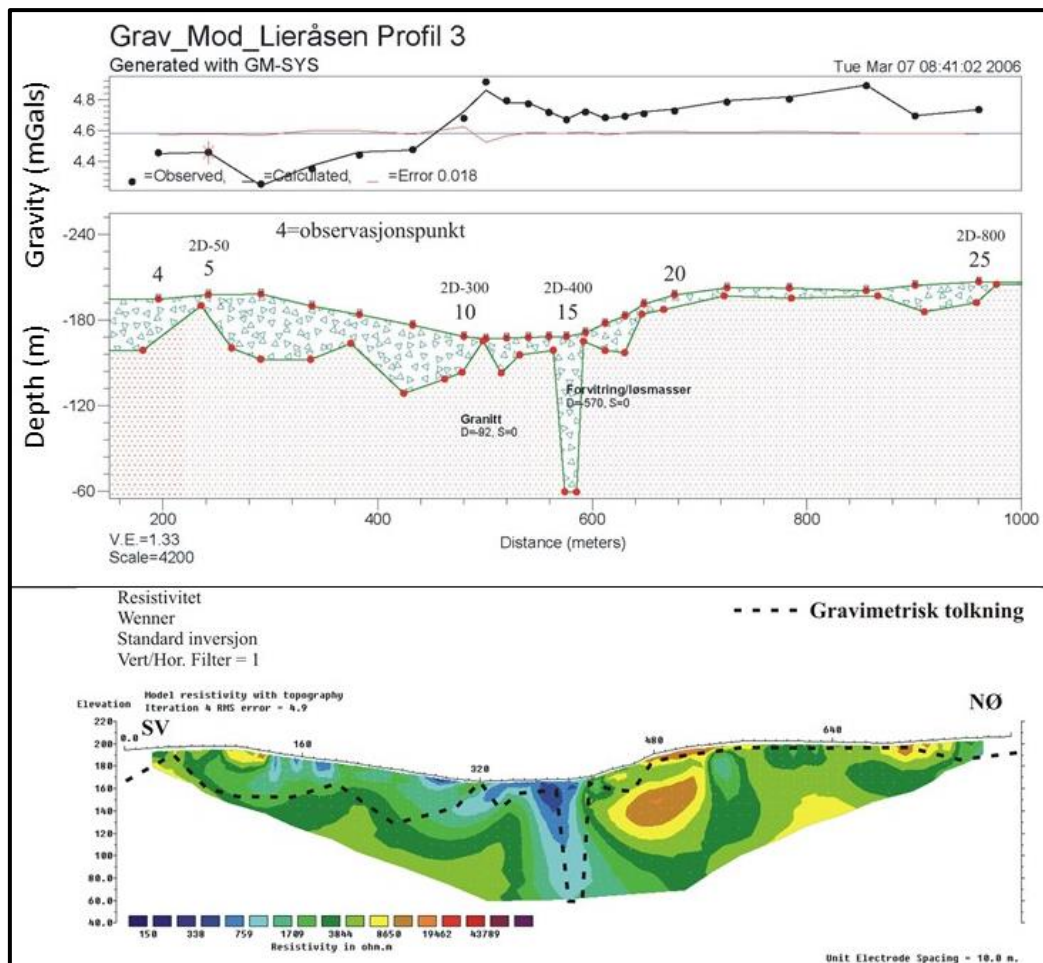 Grav_Mod_Lieråsen Profil 3
Generated with GM-SYS
Tue Mar 07 08:41:02 2006
Gravity (mGals)
4.8
4.6
4.4
=Observed, =Calculated, =Error 0.018
Depth (m)
-240
-180
-120
-60
4=observasjonspunkt
2D-50
2D-300
2D-400
2D-800
4 5 10 15 20 25
Forvitring/løsmasser
D=-570, S=0
Granitt
D=-92, S=0
200 400 600 800 1000
V.E.=1.33
Scale=4200
Distance (meters)
Resistivitet
Wenner
Standard inversjon
Vert/Hor. Filter = 1
Gravimetrisk tolkning
Model resistivity with topography
Elevation
Iteration 4 RMS error = 4.9
SV
NØ
220
200
180
160
140
120
100
80.0
60.0
40.0
0.0 160 320 480 640
150 338 759 1709 3844 8650 19462 43789
Resistivity in ohm.m
Unit Electrode Spacing = 10.0 m.